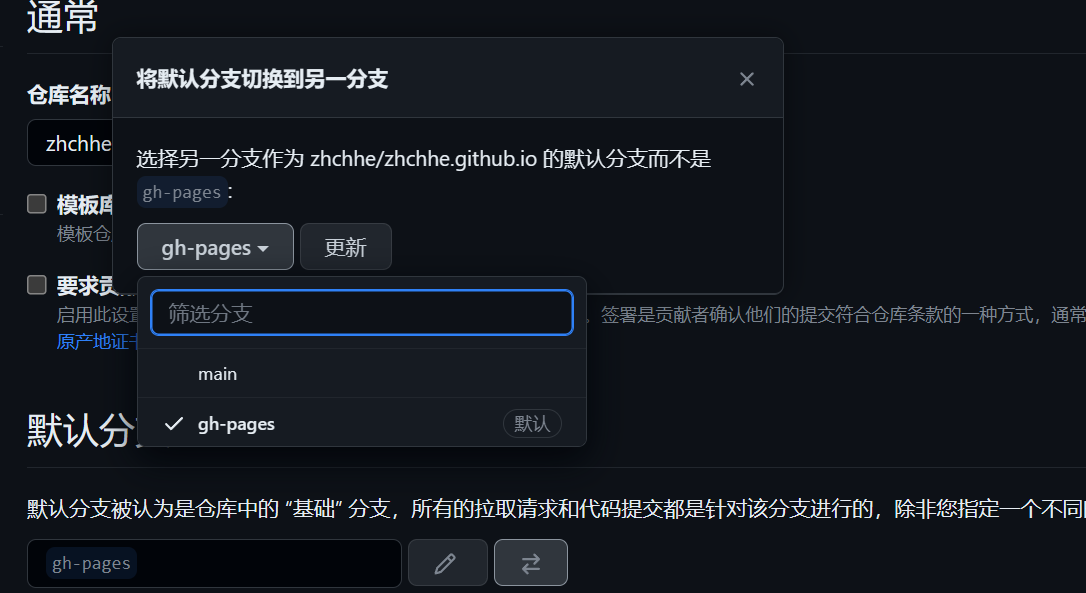 通常
将默认分支切换到另一分支
仓库名称
zhchhe
选择另一分支作为 zhchhe/zhchhe.github.io 的默认分支而不是
gh-pages :
模板库
模板仓
gh-pages 更新
要求贡
启用此设置 。签署是贡献者确认他们的提交符合仓库条款的一种方式，通常
原产地证书
筛选分支
main
gh-pages 默认
默认分
默认分支被认为是仓库中的 “基础” 分支，所有的拉取请求和代码提交都是针对该分支进行的，除非您指定一个不同
gh-pages